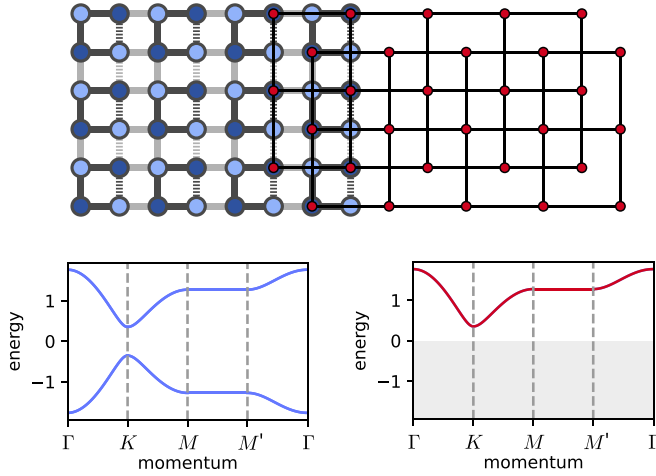 energy
1
0
−1
Γ K M M' Γ
momentum
energy
1
0
−1
Γ K M M' Γ
momentum